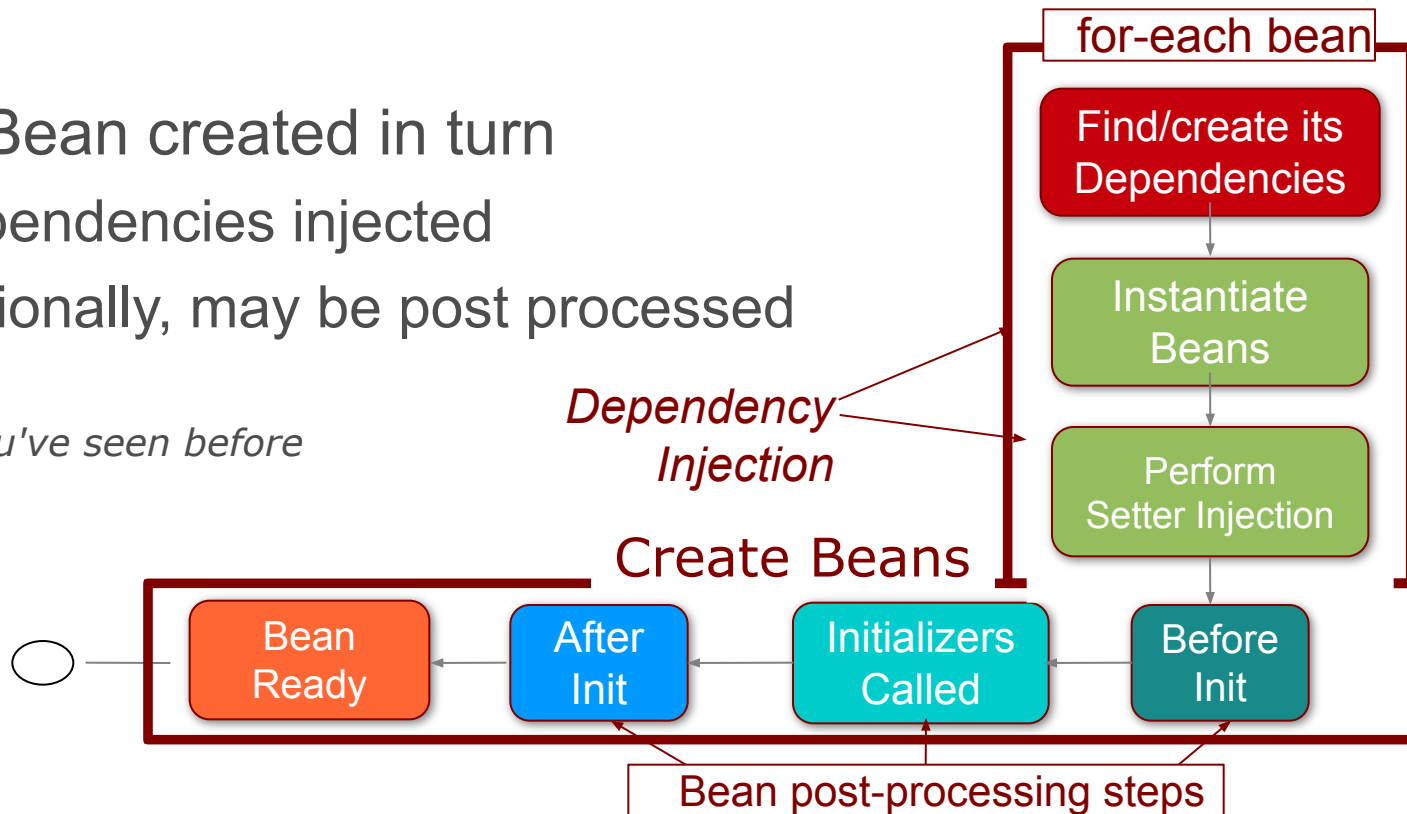 for-each bean
Bean created in turn
pendencies injected
ionally, may be post processed
u've seen before
Find/create its
Dependencies
Instantiate
Beans
Perform
Setter Injection
Dependency
Injection
Create Beans
Bean
Ready
After
Init
Initializers
Called
Before
Init
Bean post-processing steps